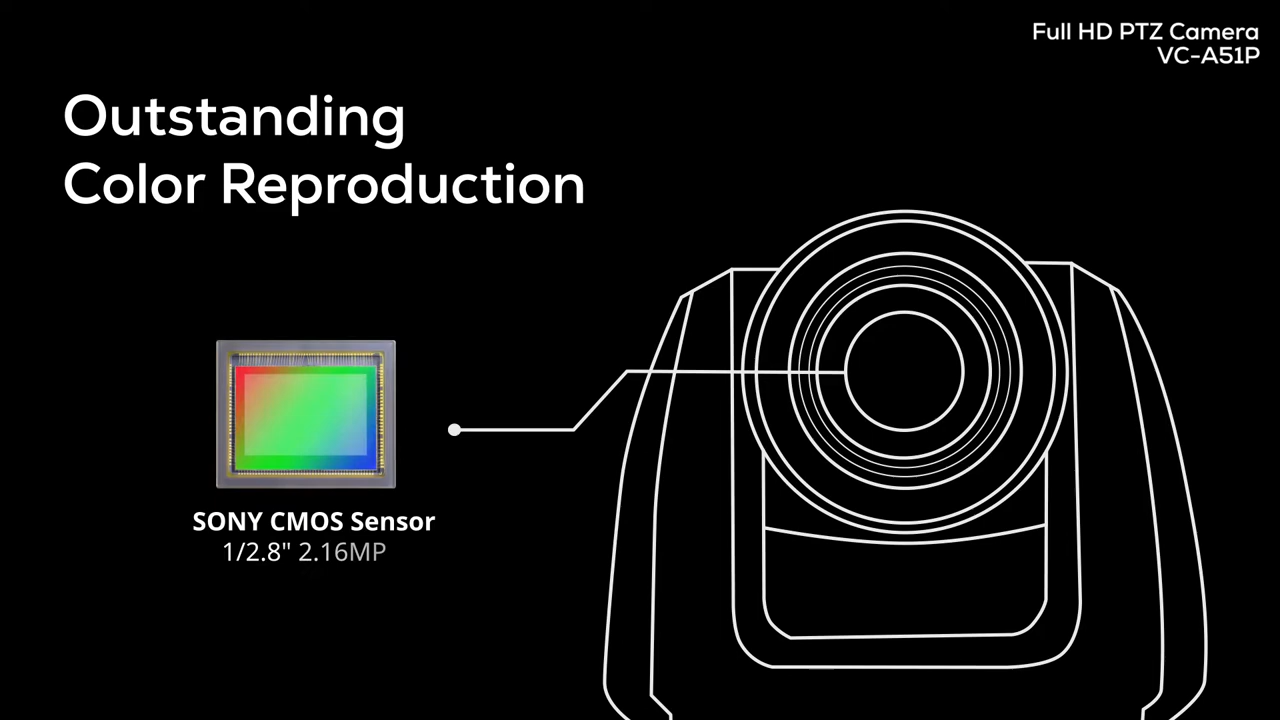 Full HD PTZ Camera
VC-A51P
Outstanding
Color Reproduction
SONY CMOS Sensor
1/2.8" 2.16MP